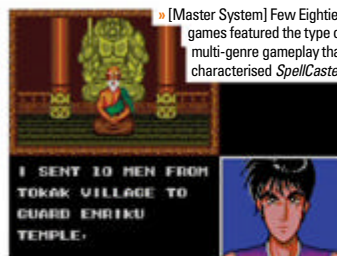 » [Master System] Few Eightie
games featured the type o
multi-genre gameplay tha
characterised SpellCaste
I SENT 10 MEN FROM
TOKAK VILLAGE TO
GUARD ENRIKU
TEMPLE.